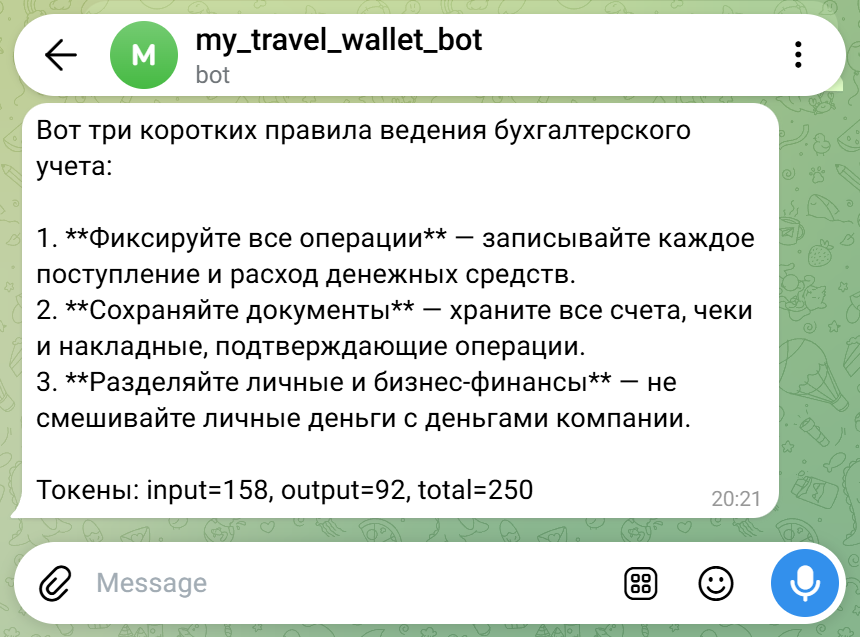 M
my_travel_wallet_bot
bot
Вот три коротких правила ведения бухгалтерского
учета:
1. **Фиксируйте все операции** — записывайте каждое
поступление и расход денежных средств.
2. **Сохраняйте документы** — храните все счета, чеки
и накладные, подтверждающие операции.
3. **Разделяйте личные и бизнес-финансы** — не
смешивайте личные деньги с деньгами компании.
Токены: input=158, output=92, total=250
20:21
Message